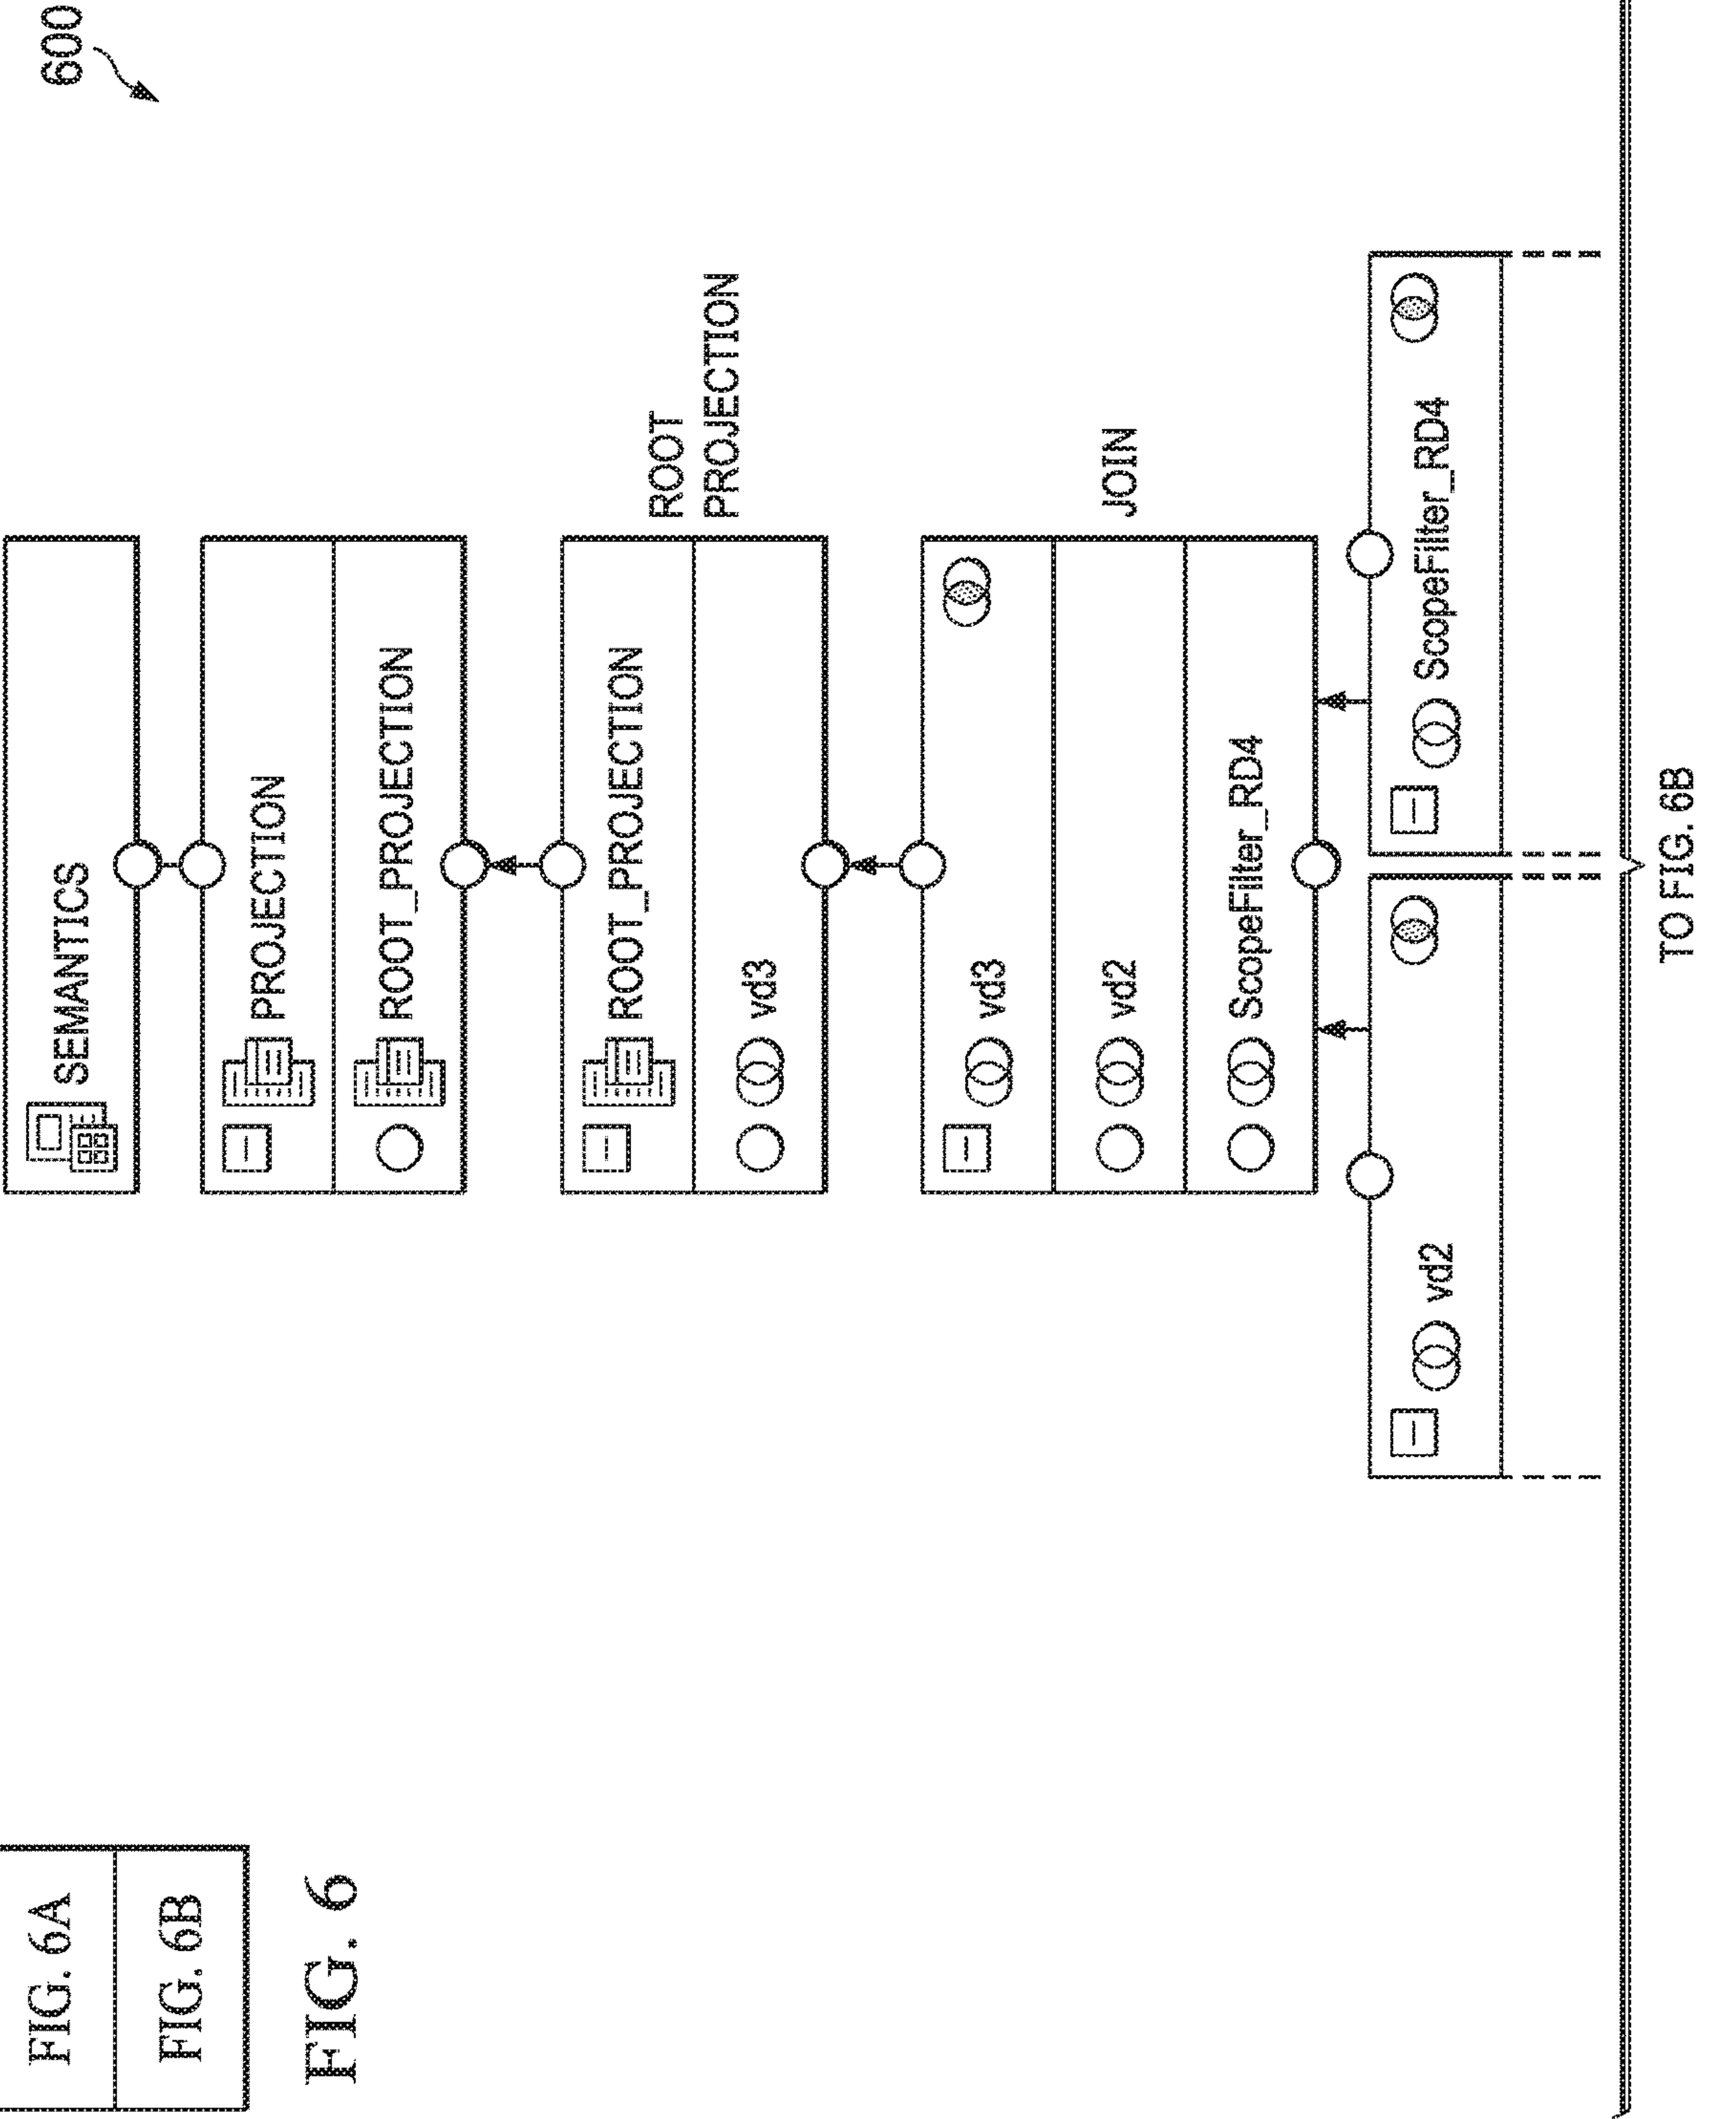 600
SEMANTICS
PROJECTION
ROOT_PROJECTION
ROOT_PROJECTION
vd3
ROOT
PROJECTION
vd3
vd2
ScopeFilter_RD4
JOIN
vd2
ScopeFilter_RD4
TO FIG. 6B
FIG. 6A
FIG. 6B
FIG. 6